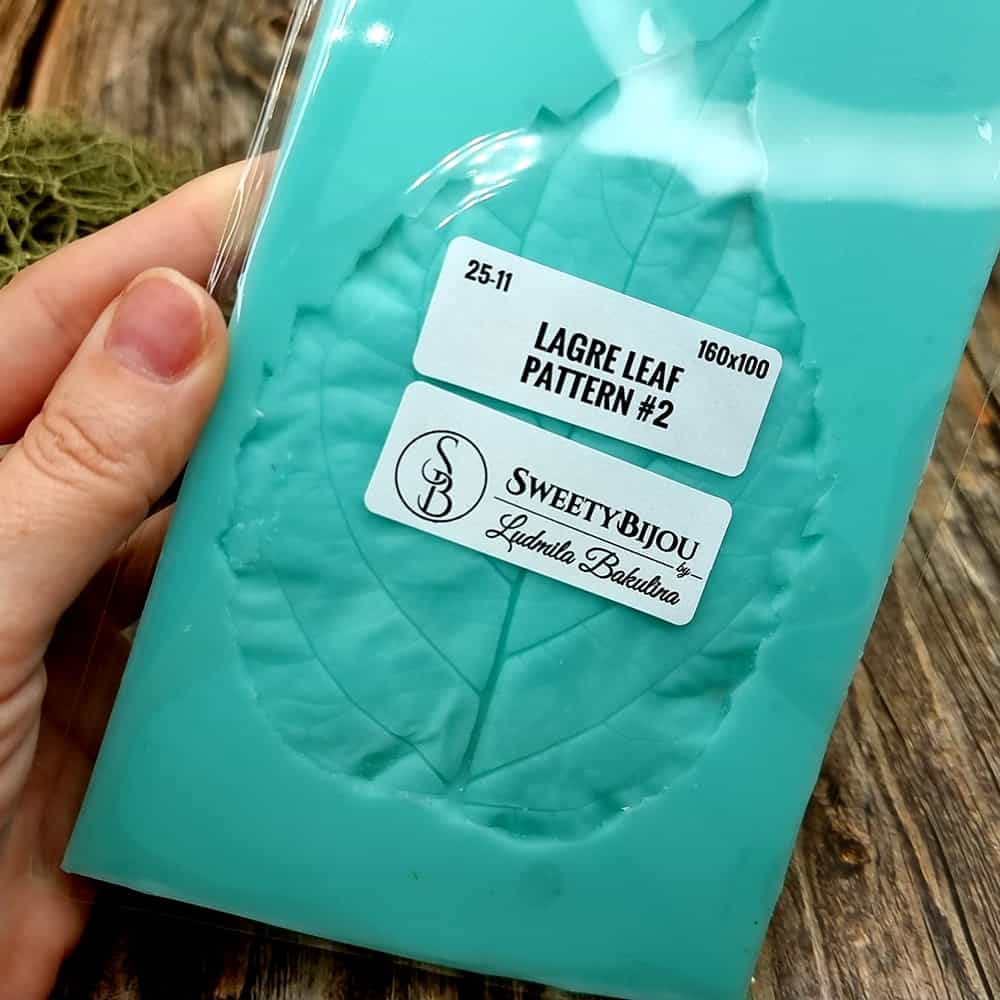 25-11
160x100
LAGRE LEAF
PATTERN #2
SB
SWEETYBIJOU
by
Ludmila Bakulina